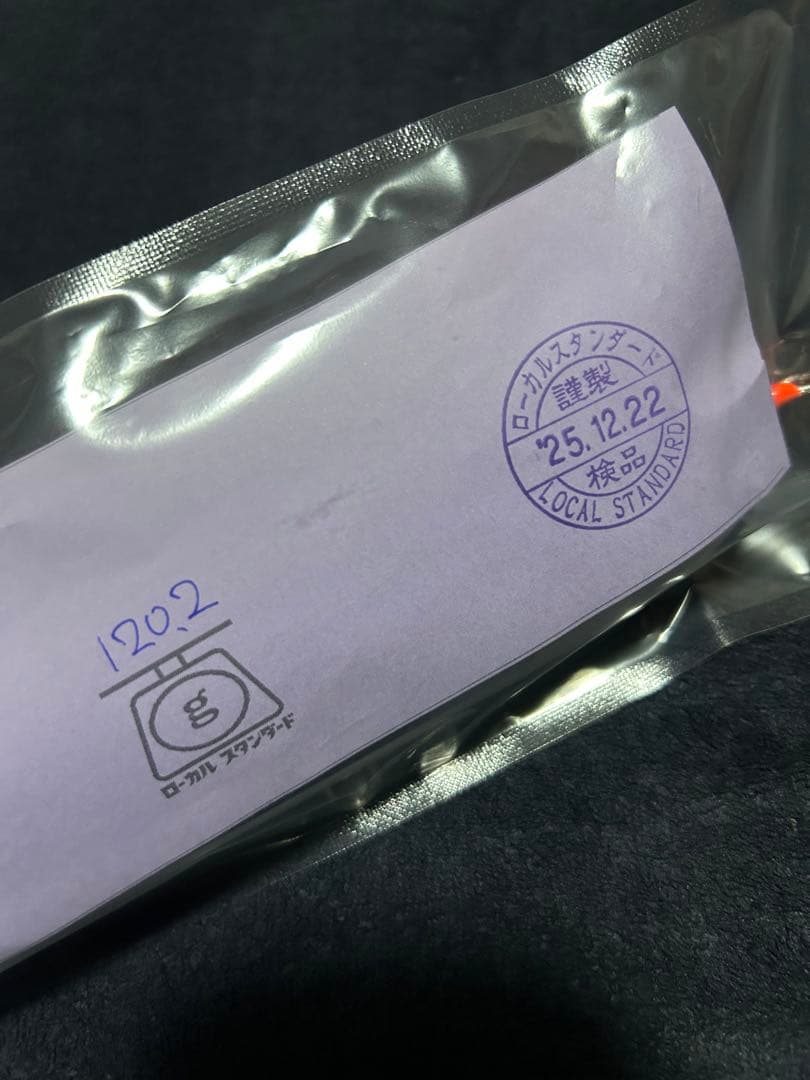 ローカルスタンダード
謹製
'25.12.22
検品
LOCAL STANDARD
120.2
g
ローカル スタンダード